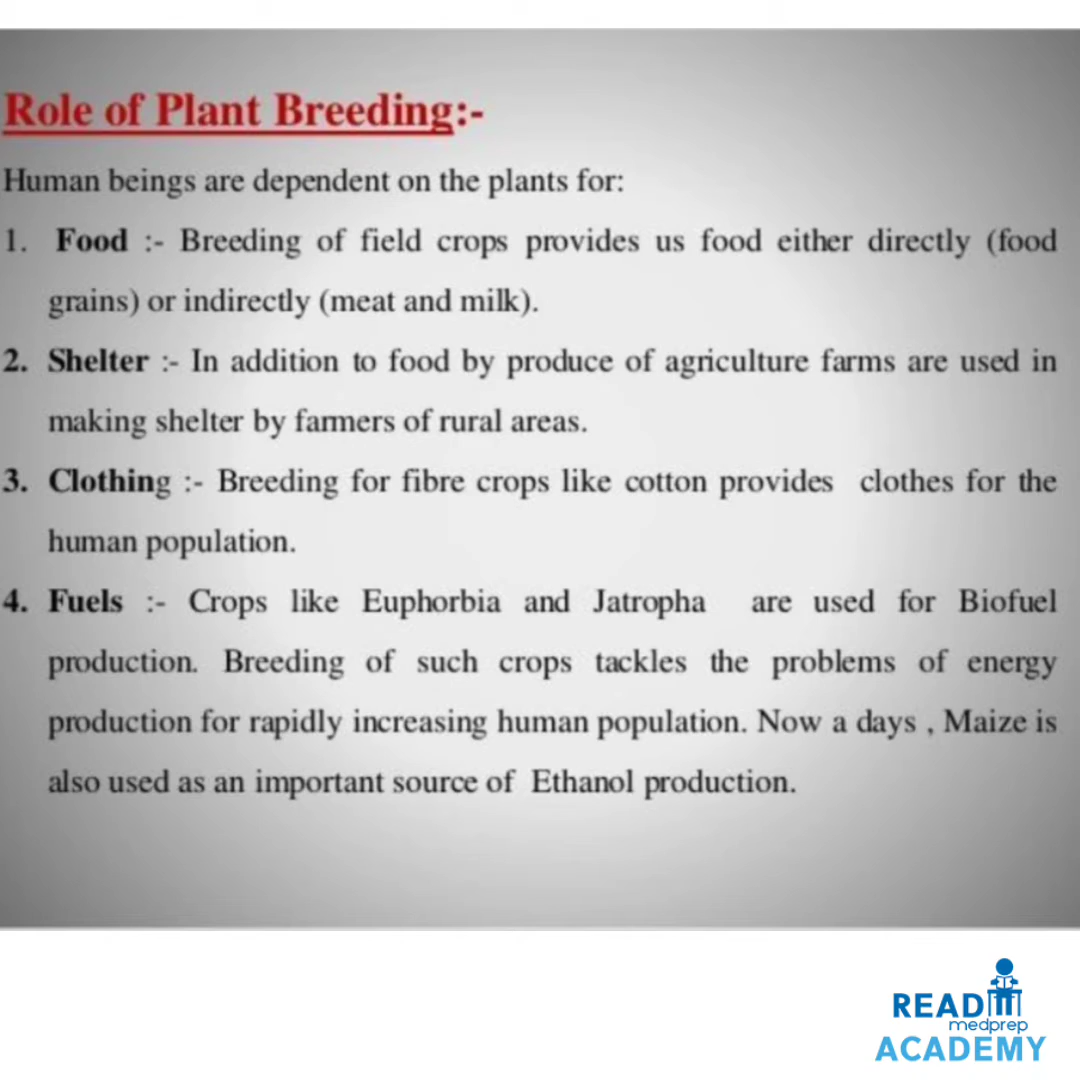 Role of Plant Breeding:-
Human beings are dependent on the plants for:
1. Food :- Breeding of field crops provides us food either directly (food
grains) or indirectly (meat and milk).
2. Shelter :- In addition to food by produce of agriculture farms are used in
making shelter by farmers of rural areas.
3. Clothing :- Breeding for fibre crops like cotton provides clothes for the
human population.
4. Fuels :- Crops like Euphorbia and Jatropha are used for Biofuel
production. Breeding of such crops tackles the problems of energy
production for rapidly increasing human population. Now a days , Maize is
also used as an important source of Ethanol production.
READ
medprep
ACADEMY